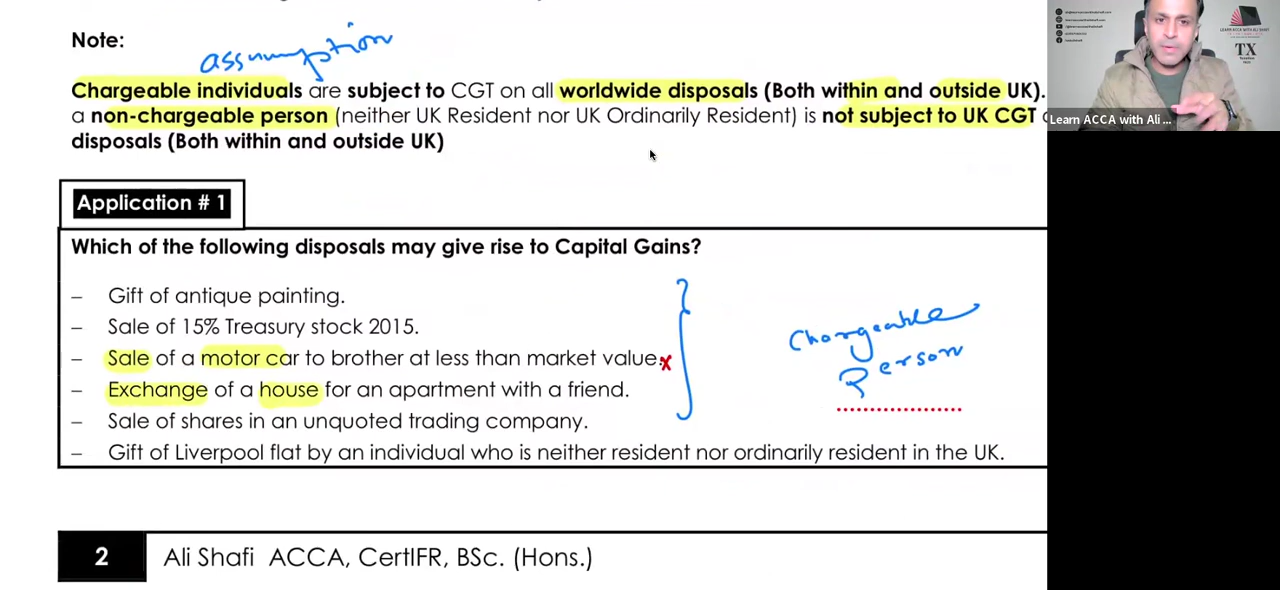 Note:
assumption
Chargeable individuals are subject to CGT on all worldwide disposals (Both within and outside UK).
a non-chargeable person (neither UK Resident nor UK Ordinarily Resident) is not subject to UK CGT
disposals (Both within and outside UK)
Application # 1
Which of the following disposals may give rise to Capital Gains?
– Gift of antique painting.
– Sale of 15% Treasury stock 2015.
– Sale of a motor car to brother at less than market value. x
– Exchange of a house for an apartment with a friend.
– Sale of shares in an unquoted trading company.
– Gift of Liverpool flat by an individual who is neither resident nor ordinarily resident in the UK.
Chargeable
Person
2 Ali Shafi ACCA, CertIFR, BSc. (Hons.)
LEARN ACCA WITH ALI SHAFI
TX
Learn ACCA with Ali ...